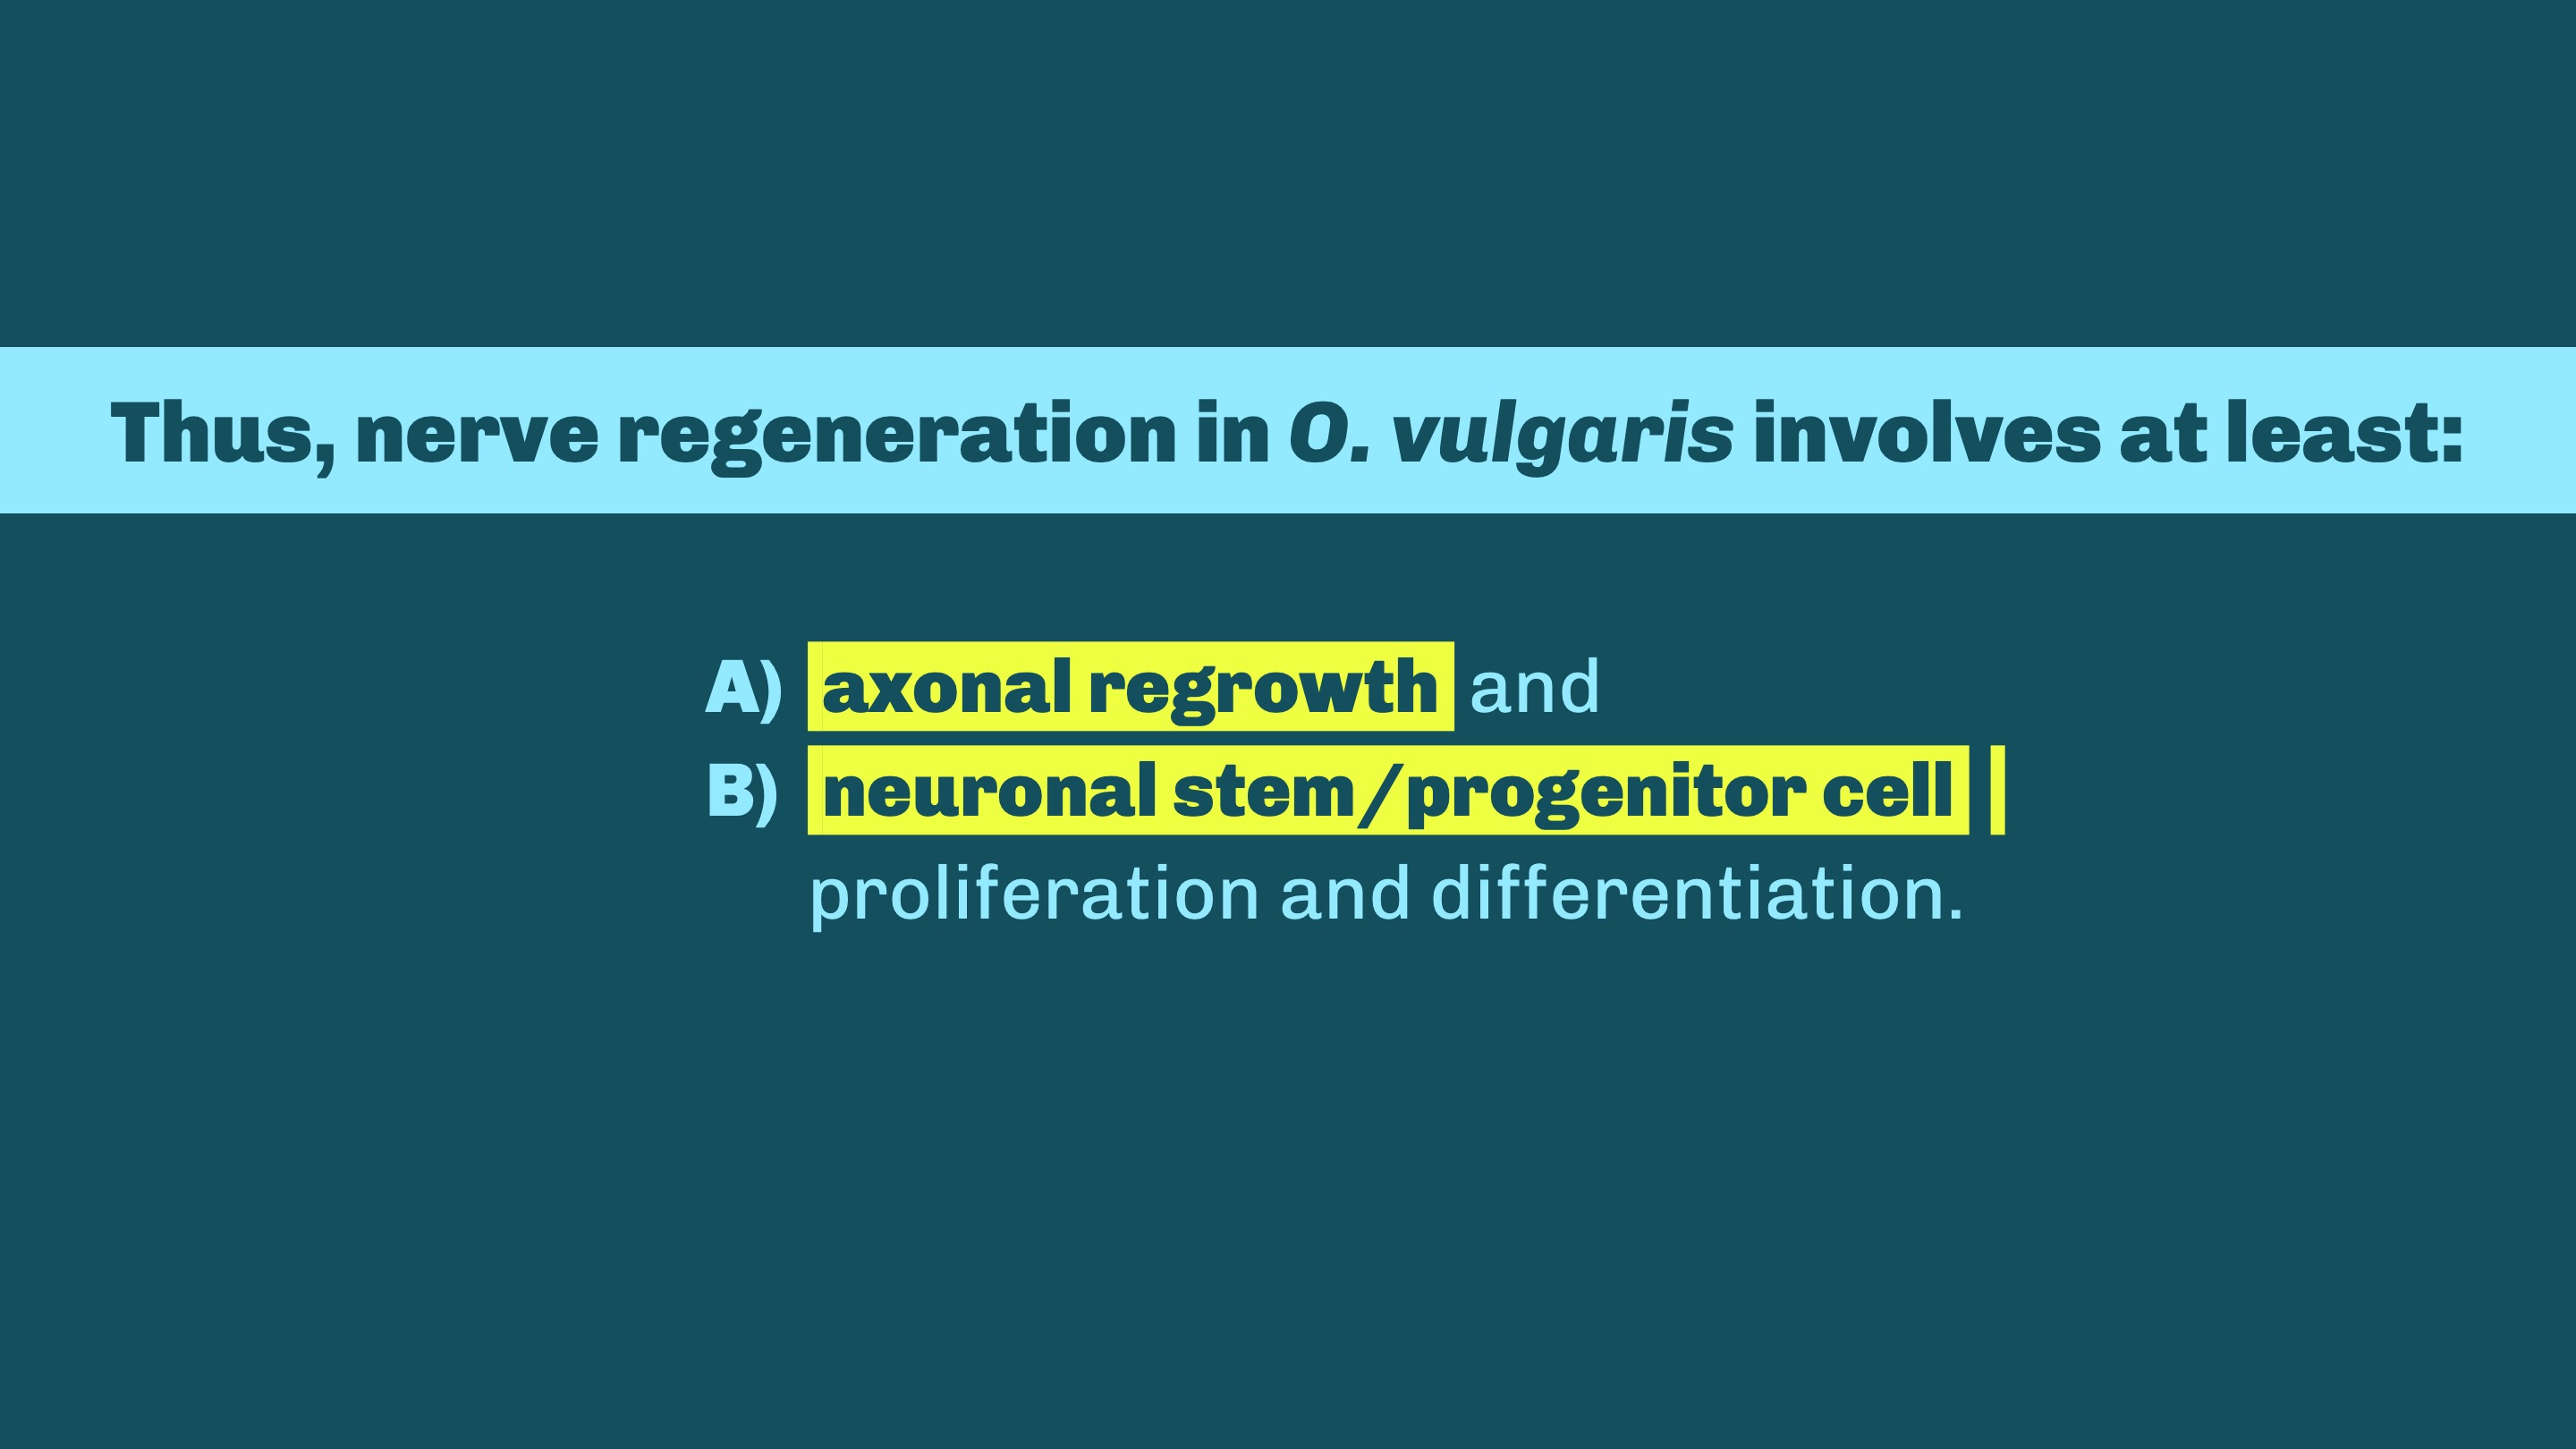 Thus, nerve regeneration in O. vulgaris involves at least:
A) axonal regrowth and
B) neuronal stem/progenitor cell
proliferation and differentiation.